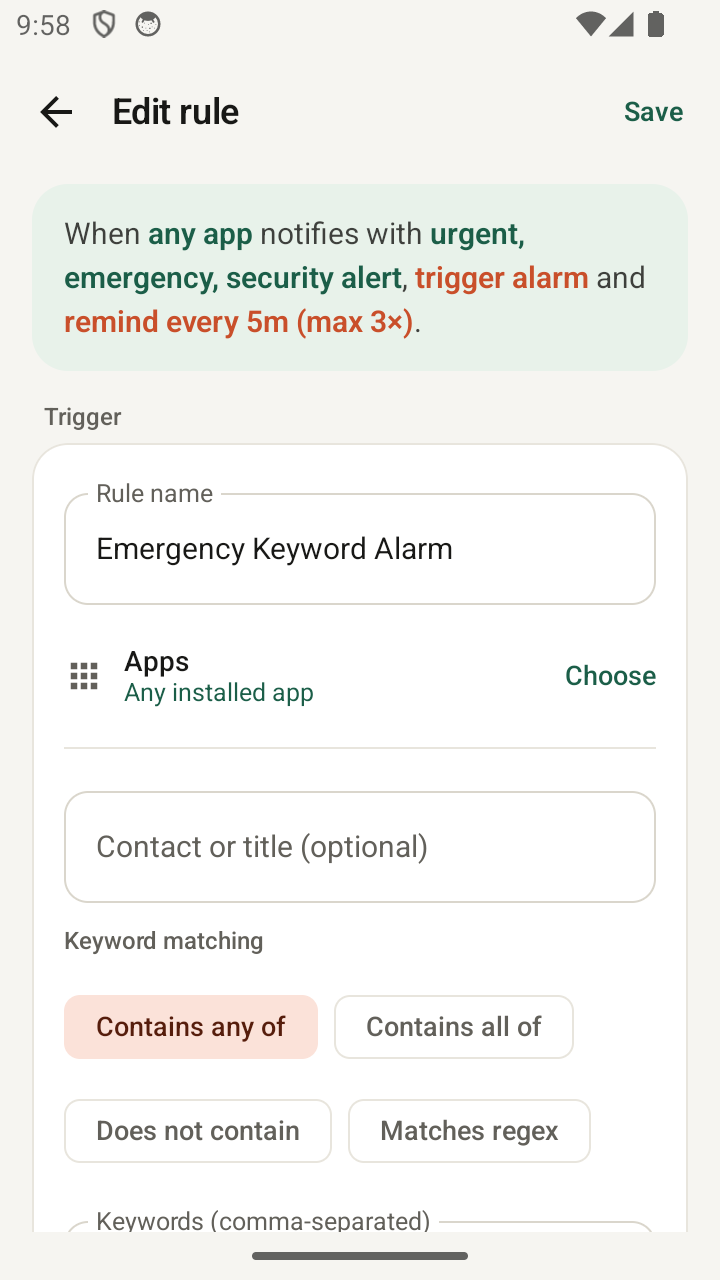 9:58
Edit rule
Save
When any app notifies with urgent,
emergency, security alert, trigger alarm and
remind every 5m (max 3×).
Trigger
Rule name
Emergency Keyword Alarm
Apps
Any installed app
Choose
Contact or title (optional)
Keyword matching
Contains any of
Contains all of
Does not contain
Matches regex
Keywords (comma-separated)